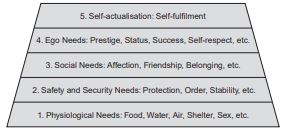 5. Self-actualisation: Self-fulfilment
4. Ego Needs: Prestige, Status, Success, Self-respect, etc.
3. Social Needs: Affection, Friendship, Belonging, etc.
2. Safety and Security Needs: Protection, Order, Stability, etc.
1. Physiological Needs: Food, Water, Air, Shelter, Sex, etc.